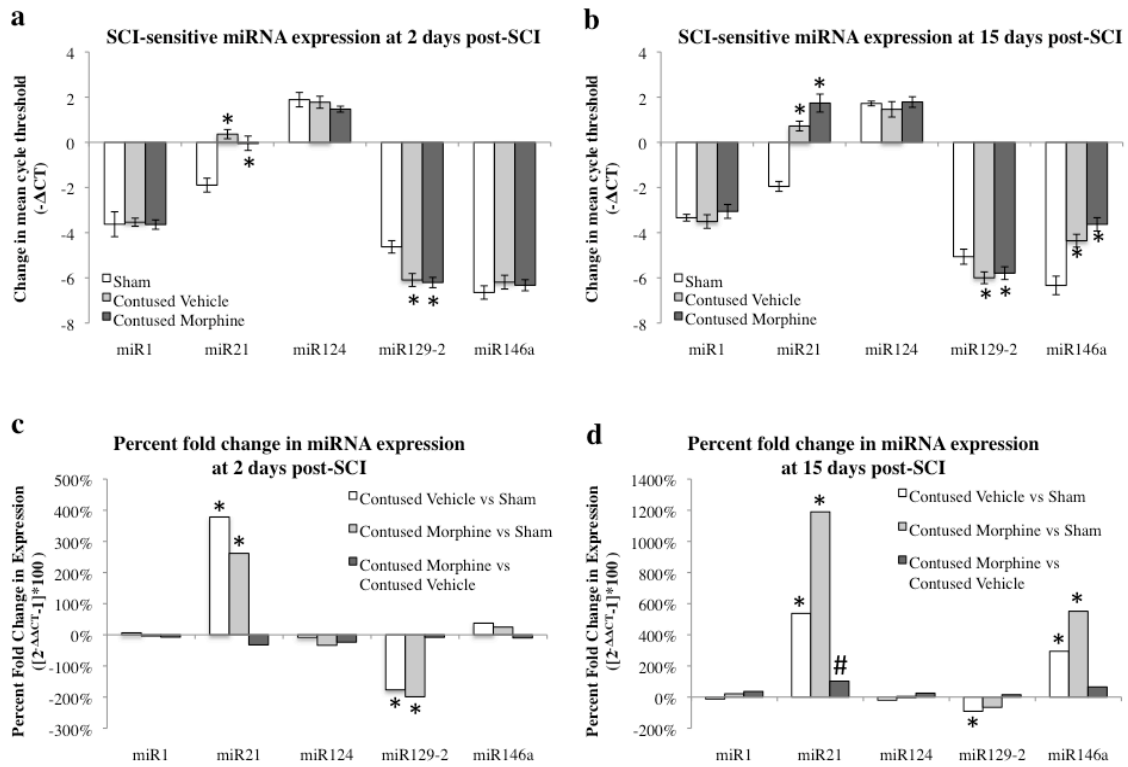 a
SCI-sensitive miRNA expression at 2 days post-SCI
Change in mean cycle threshold
(-ΔCT)
4
2
0
-2
-4
-6
-8
*
*
*
*
Sham
Contused Vehicle
Contused Morphine
miR1
miR21
miR124
miR129-2
miR146a
b
SCI-sensitive miRNA expression at 15 days post-SCI
Change in mean cycle threshold
(-ΔCT)
4
2
0
-2
-4
-6
-8
*
*
*
*
*
*
Sham
Contused Vehicle
Contused Morphine
miR1
miR21
miR124
miR129-2
miR146a
c
Percent fold change in miRNA expression
at 2 days post-SCI
Percent Fold Change in Expression
([2-ΔΔCT-1]*100
500%
400%
300%
200%
100%
0%
-100%
-200%
-300%
*
*
*
*
Contused Vehicle vs Sham
Contused Morphine vs Sham
Contused Morphine vs
Contused Vehicle
miR1
miR21
miR124
miR129-2
miR146a
d
Percent fold change in miRNA expression
at 15 days post-SCI
Percent Fold Change in Expression
([2-ΔΔCT-1]*100
1400%
1200%
1000%
800%
600%
400%
200%
0%
-200%
*
*
#
*
*
*
Contused Vehicle vs Sham
Contused Morphine vs Sham
Contused Morphine vs
Contused Vehicle
miR1
miR21
miR124
miR129-2
miR146a